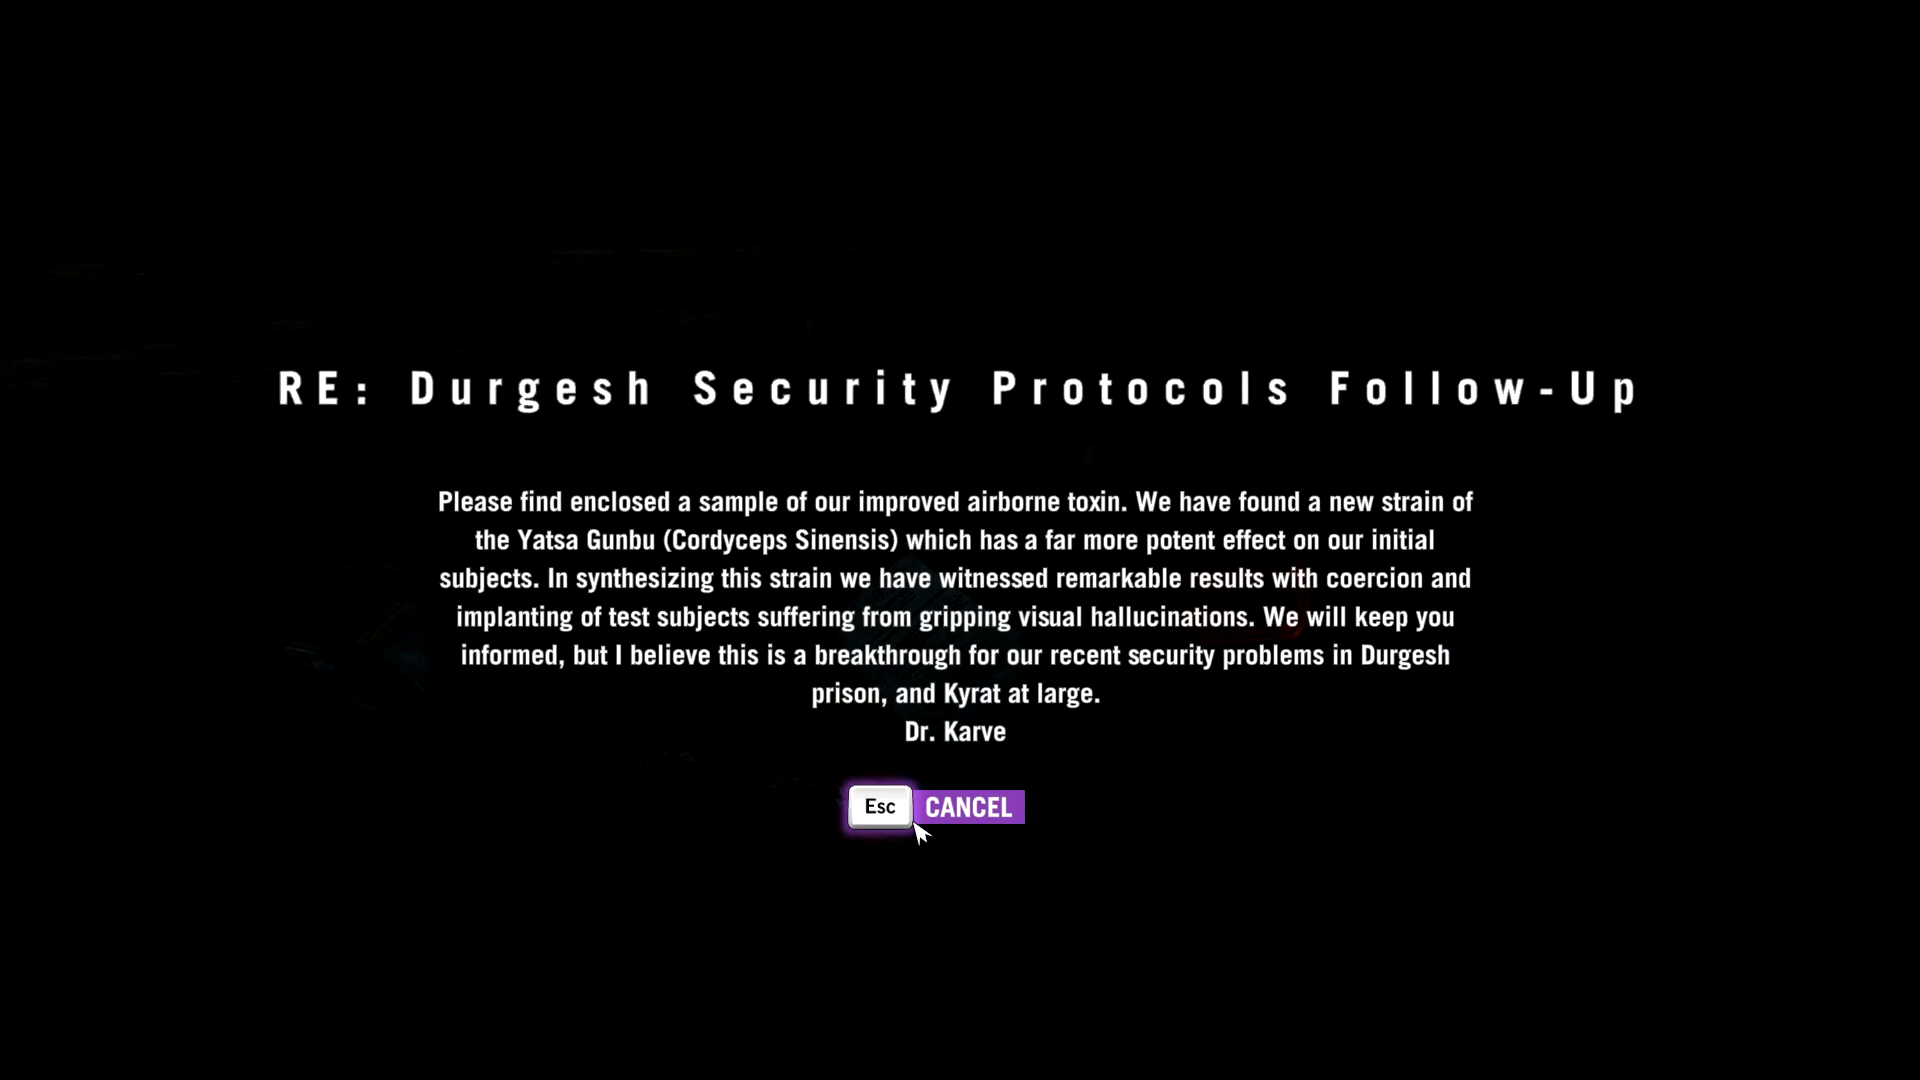 RE: Durgesh Security Protocols Follow-Up
Please find enclosed a sample of our improved airborne toxin. We have found a new strain of
the Yatsa Gunbu (Cordyceps Sinensis) which has a far more potent effect on our initial
subjects. In synthesizing this strain we have witnessed remarkable results with coercion and
implanting of test subjects suffering from gripping visual hallucinations. We will keep you
informed, but I believe this is a breakthrough for our recent security problems in Durgesh
prison, and Kyrat at large.
Dr. Karve
Esc CANCEL